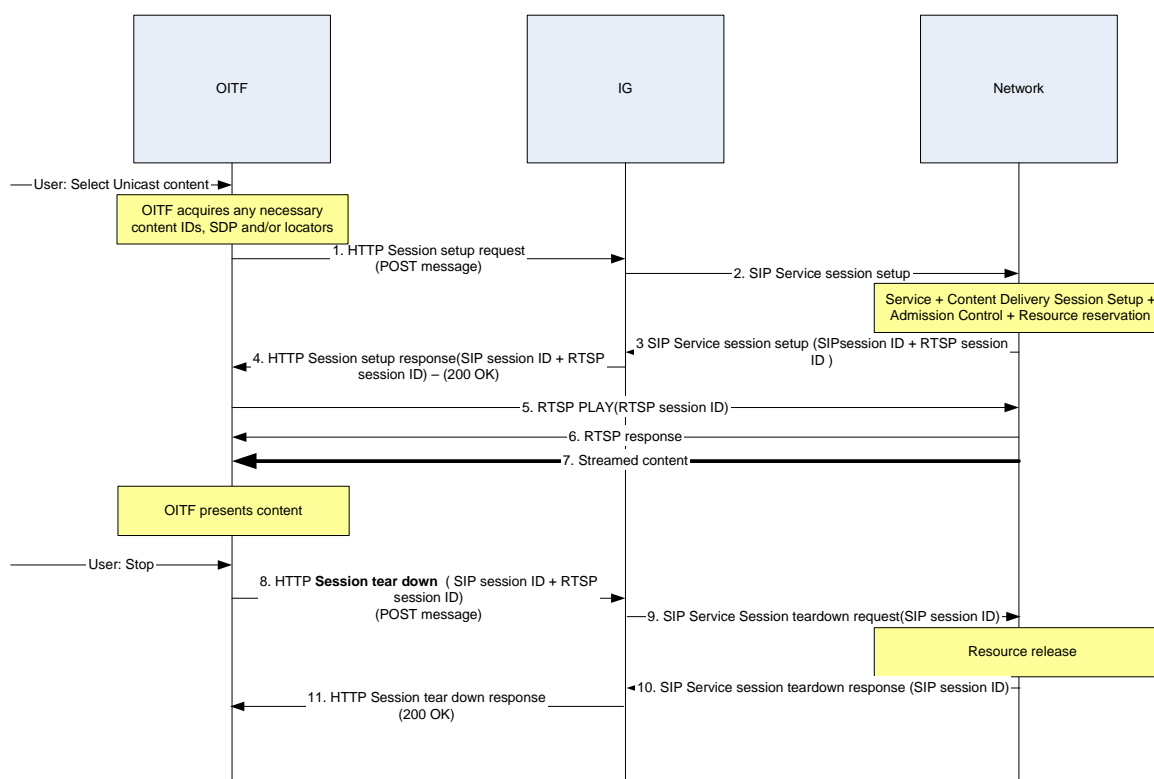 OITF
IG
Network
User: Select Unicast content
OITF acquires any necessary
content IDs, SDP and/or locators
1. HTTP Session setup request
(POST message)
2. SIP Service session setup
Service + Content Delivery Session Setup +
Admission Control + Resource reservation
3 SIP Service session setup (SIPsession ID + RTSP session
ID )
4. HTTP Session setup response(SIP session ID + RTSP
session ID) – (200 OK)
5. RTSP PLAY(RTSP session ID)
6. RTSP response
7. Streamed content
OITF presents content
User: Stop
8. HTTP Session tear down ( SIP session ID + RTSP
session ID)
(POST message)
9. SIP Service Session teardown request(SIP session ID)
Resource release
10. SIP Service session teardown response (SIP session ID)
11. HTTP Session tear down response
(200 OK)